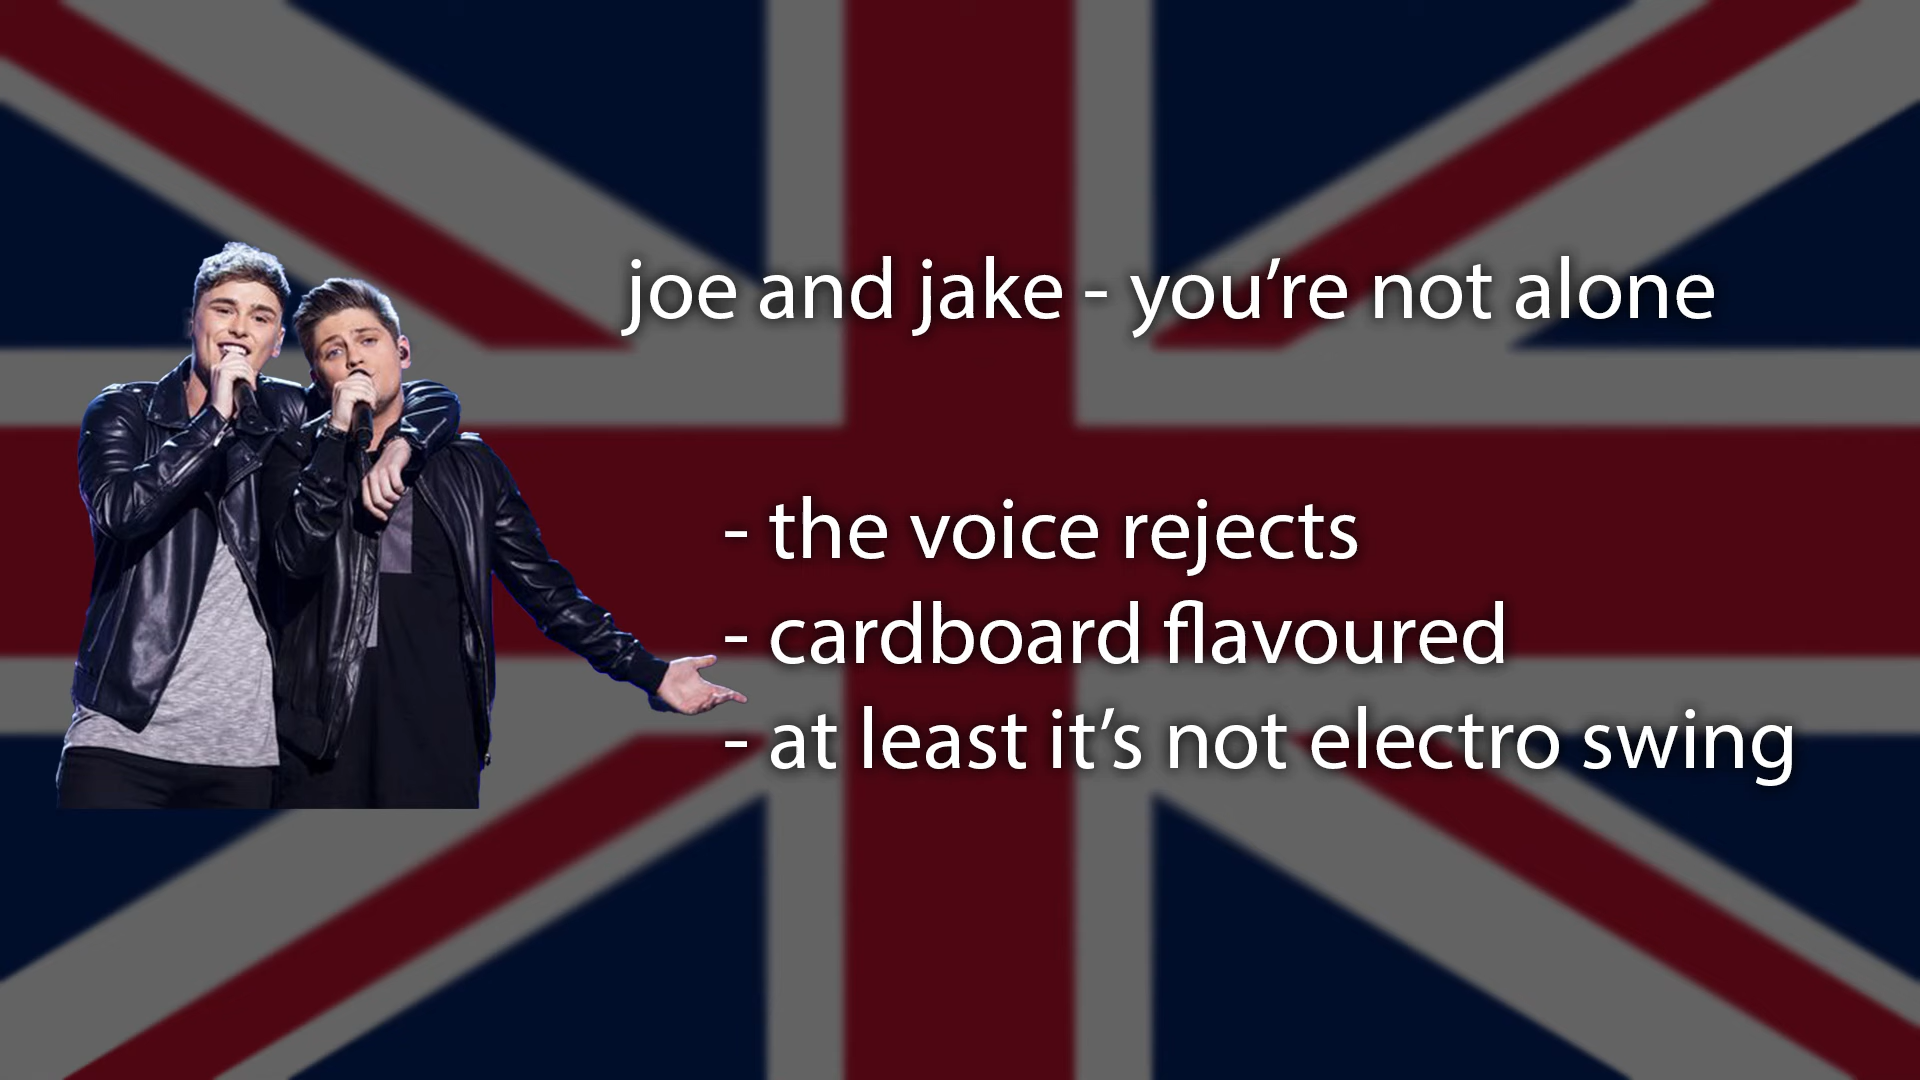 joe and jake - you’re not alone
- the voice rejects
- cardboard flavoured
- at least it’s not electro swing